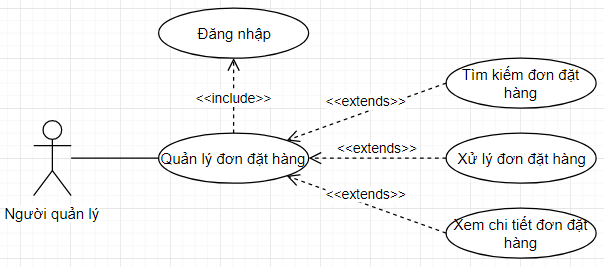 Đăng nhập
Tìm kiếm đơn đặt
hàng
<<include>>
<<extends>>
Quản lý đơn đặt hàng
<<extends>>
Xử lý đơn đặt hàng
<<extends>>
Người quản lý
Xem chi tiết đơn đặt
hàng